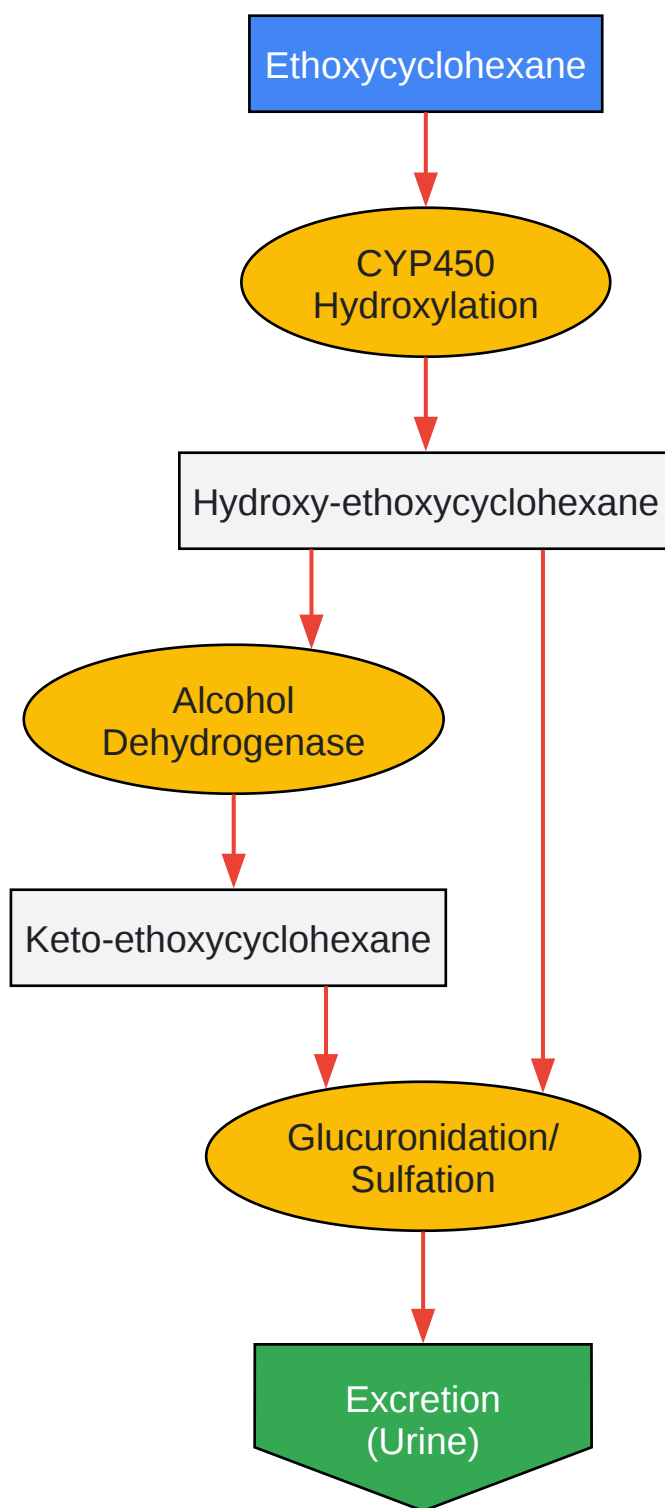 Ethoxycyclohexane
CYP450
Hydroxylation
Hydroxy-ethoxycyclohexane
Alcohol
Dehydrogenase
Keto-ethoxycyclohexane
Glucuronidation/
Sulfation
Excretion
(Urine)